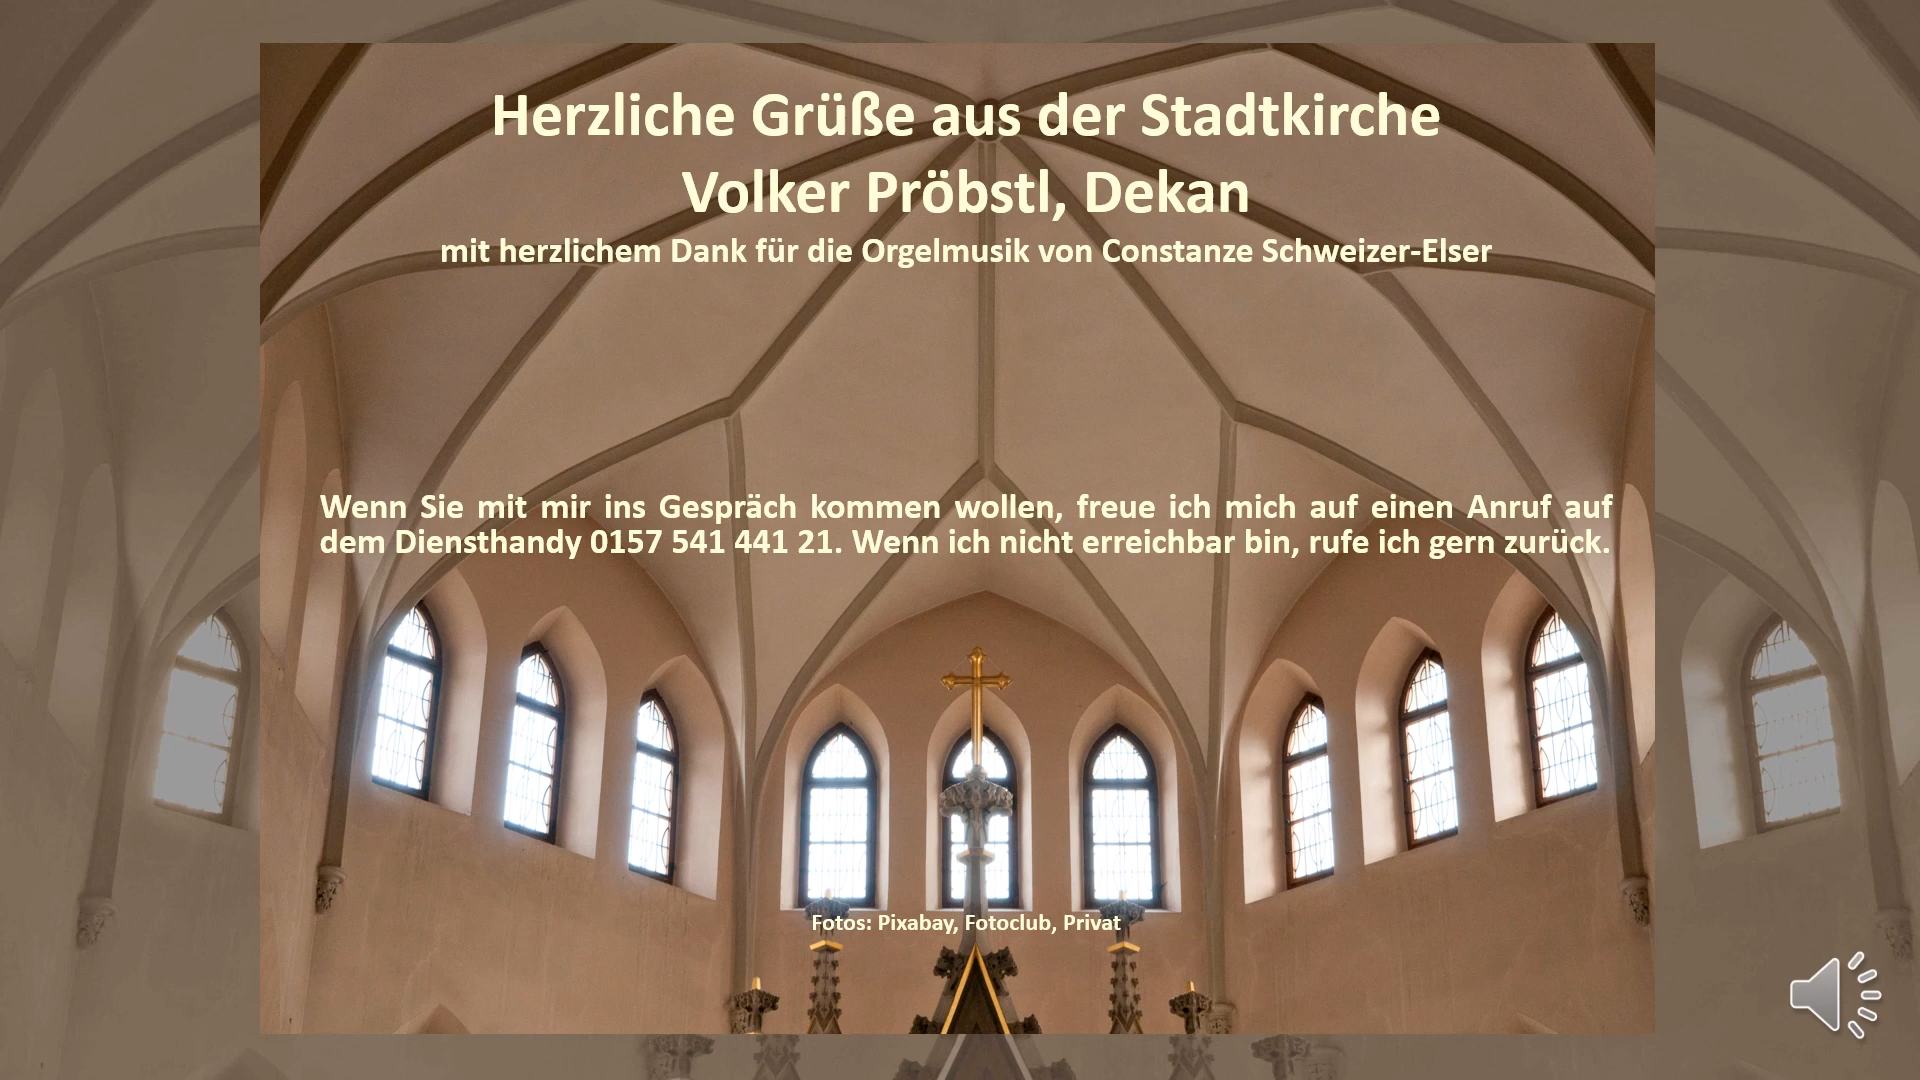 Herzliche Grüße aus der Stadtkirche
Volker Pröbstl, Dekan
mit herzlichem Dank für die Orgelmusik von Constanze Schweizer-Elser
Wenn Sie mit mir ins Gespräch kommen wollen, freue ich mich auf einen Anruf auf
dem Diensthandy 0157 541 441 21. Wenn ich nicht erreichbar bin, rufe ich gern zurück.
Fotos: Pixabay, Fotoclub, Privat